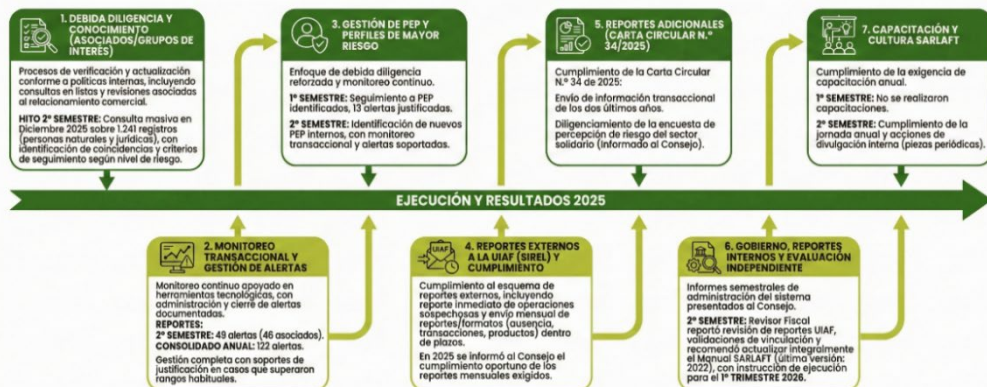 1. DEBIDA DILIGENCIA Y
CONOCIMIENTO
(ASOCIADOS/GRUPOS DE
INTERÉS)
Procesos de verificación y actualización
conforme a políticas internas, incluyendo
consultas en listas y revisiones asociadas
al relacionamiento comercial.
HITO 2° SEMESTRE: Consulta masiva en
Diciembre 2025 sobre 1.241 registros
(personas naturales y jurídicas), con
identificación de coincidencias y criterios
de seguimiento según nivel de riesgo.
3. GESTIÓN DE PEP Y
PERFILES DE MAYOR
RIESGO
Enfoque de debida diligencia
reforzada y monitoreo continuo.
1° SEMESTRE: Seguimiento a PEP
identificados, 13 alertas justificadas.
2° SEMESTRE: Identificación de nuevos
PEP internos, con monitoreo
transaccional y alertas soportadas.
5. REPORTES ADICIONALES
(CARTA CIRCULAR N.°
34/2025)
Cumplimiento de la Carta Circular
N.° 34 de 2025:
Envío de información transaccional
de los dos últimos años.
Diligenciamiento de la encuesta de
percepción de riesgo del sector
solidario (informado al Consejo).
7. CAPACITACIÓN Y
CULTURA SARLAFT
Cumplimiento de la exigencia de
capacitación anual.
1° SEMESTRE: No se realizaron
capacitaciones.
2° SEMESTRE: Cumplimiento de la
jornada anual y acciones de
divulgación interna (piezas periódicas).
EJECUCIÓN Y RESULTADOS 2025
2. MONITOREO
TRANSACCIONAL Y
GESTIÓN DE ALERTAS
Monitoreo continuo apoyado en
herramientas tecnológicas, con
administración y cierre de alertas
documentadas.
REPORTES:
2° SEMESTRE: 49 alertas (46 asociados).
CONSOLIDADO ANUAL: 122 alertas.
Gestión completa con soportes de
justificación en casos que superaron
rangos habituales.
UIAF
4. REPORTES EXTERNOS
A LA UIAF (SIREL) Y
CUMPLIMIENTO
Cumplimiento al esquema de
reportes externos, incluyendo
reporte inmediato de operaciones
sospechosas y envío mensual de
reportes/formatos (ausencia,
transacciones, productos) dentro
de plazos.
En 2025 se informó al Consejo el
cumplimiento oportuno de los
reportes mensuales exigidos.
6. GOBIERNO, REPORTES
INTERNOS Y EVALUACIÓN
INDEPENDIENTE
Informes semestrales de
administración del sistema
presentados al Consejo.
2° SEMESTRE: Revisor Fiscal
reportó revisión de reportes UIAF,
validaciones de vinculación y
recomendó actualizar integralmente
el Manual SARLAFT (última versión:
2022), con instrucción de ejecución
para el 1° TRIMESTRE 2026.